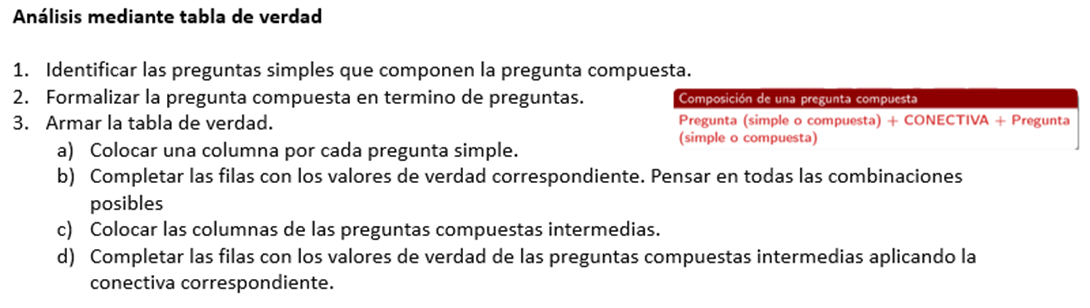 Análisis mediante tabla de verdad
1. Identificar las preguntas simples que componen la pregunta compuesta.
2. Formalizar la pregunta compuesta en termino de preguntas.
3. Armar la tabla de verdad.
Composición de una pregunta compuesta
Pregunta (simple o compuesta) + CONECTIVA + Pregunta
(simple o compuesta)
a) Colocar una columna por cada pregunta simple.
b) Completar las filas con los valores de verdad correspondiente. Pensar en todas las combinaciones
posibles
c) Colocar las columnas de las preguntas compuestas intermedias.
d) Completar las filas con los valores de verdad de las preguntas compuestas intermedias aplicando la
conectiva correspondiente.